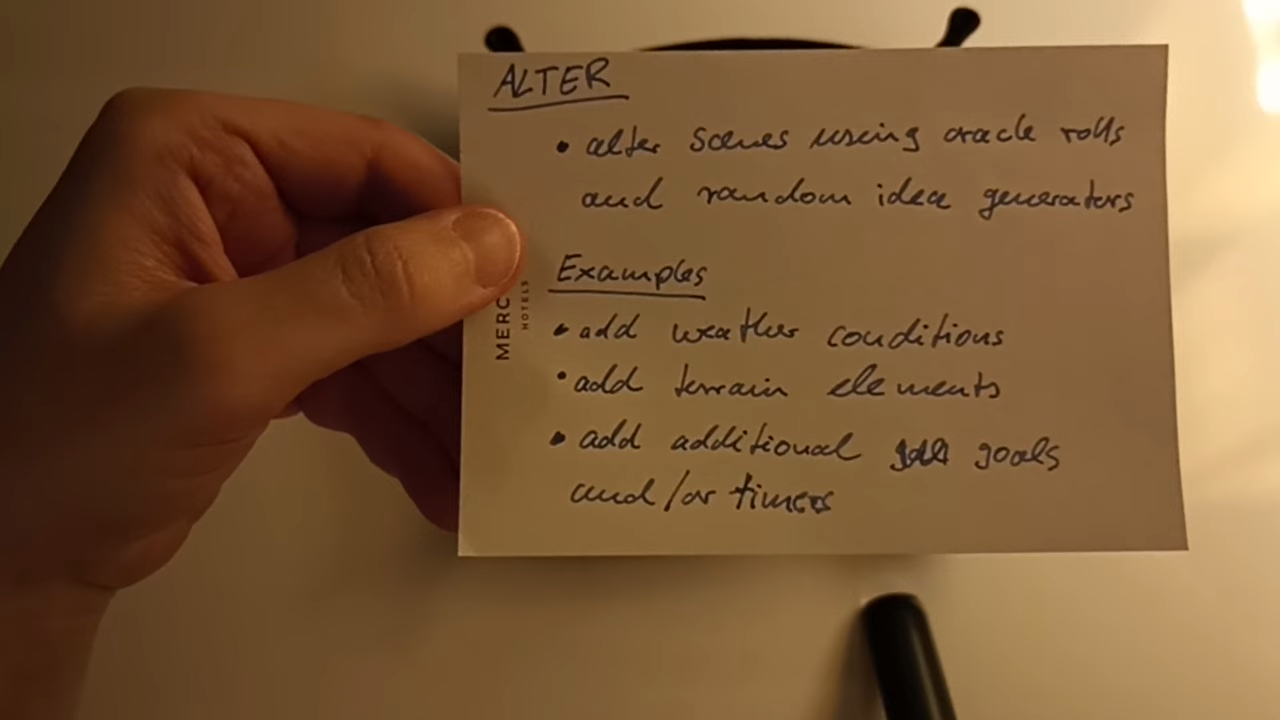 ALTER
• alter scenes using oracle rolls
and random idea generators
Examples
• add weather conditions
• add terrain elements
• add additional goals
and/or timers
MERC
HOTELS